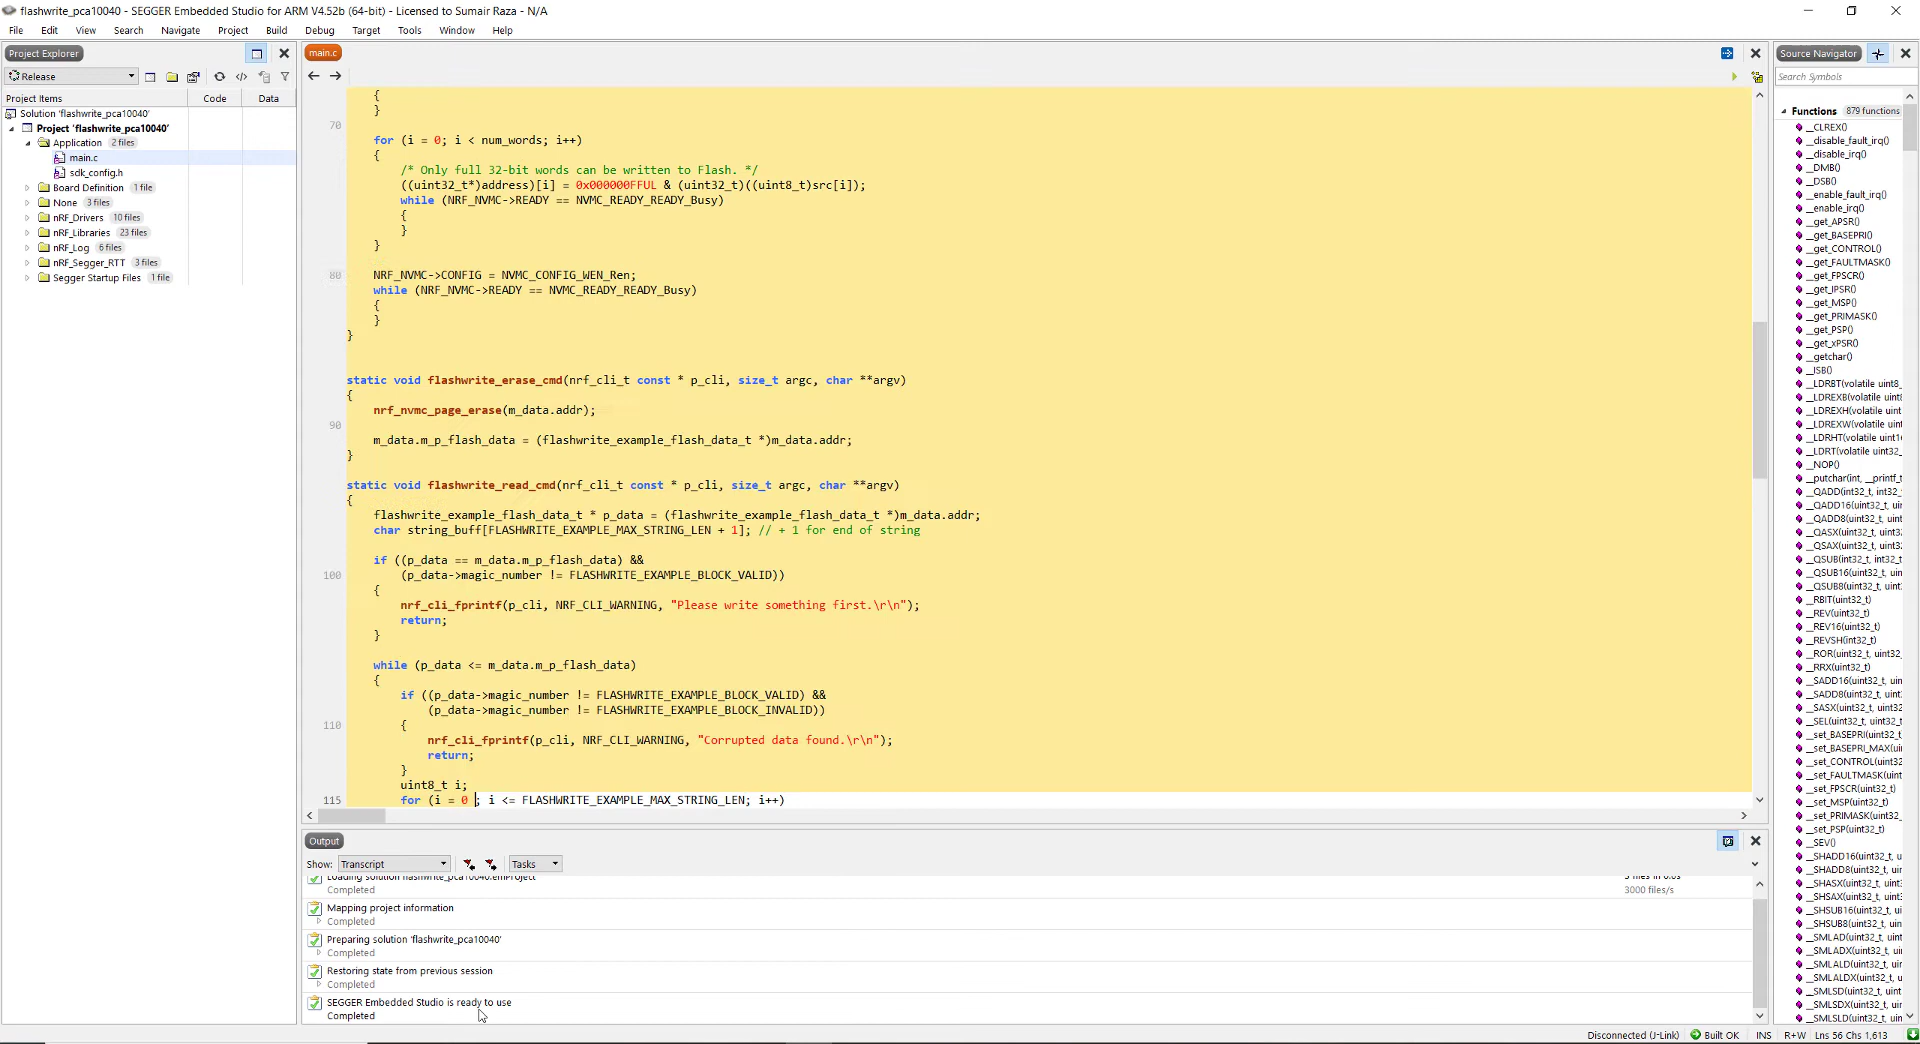 flashwrite_pca10040 - SEGGER Embedded Studio for ARM V4.52b (64-bit) - Licensed to Sumair Raza - N/A
File Edit View Search Navigate Project Build Debug Target Tools Window Help
Project Explorer
Release
Project Items Code Data
Solution 'flashwrite_pca10040'
Project 'flashwrite_pca10040'
Application 2 files
main.c
sdk_config.h
Board Definition 1 file
None 3 files
nRF_Drivers 10 files
nRF_Libraries 23 files
nRF_Log 6 files
nRF_Segger_RTT 3 files
Segger Startup Files 1 file
main.c
{
}
70
for (i = 0; i < num_words; i++)
{
/* Only full 32-bit words can be written to Flash. */
((uint32_t*)address)[i] = 0x000000FFUL & (uint32_t)((uint8_t)src[i]);
while (NRF_NVMC->READY == NVMC_READY_READY_Busy)
{
}
}
80 NRF_NVMC->CONFIG = NVMC_CONFIG_WEN_Ren;
while (NRF_NVMC->READY == NVMC_READY_READY_Busy)
{
}
}
static void flashwrite_erase_cmd(nrf_cli_t const * p_cli, size_t argc, char **argv)
{
nrf_nvmc_page_erase(m_data.addr);
90
m_data.m_p_flash_data = (flashwrite_example_flash_data_t *)m_data.addr;
}
static void flashwrite_read_cmd(nrf_cli_t const * p_cli, size_t argc, char **argv)
{
flashwrite_example_flash_data_t * p_data = (flashwrite_example_flash_data_t *)m_data.addr;
char string_buff[FLASHWRITE_EXAMPLE_MAX_STRING_LEN + 1]; // + 1 for end of string
if ((p_data == m_data.m_p_flash_data) &&
100 (p_data->magic_number != FLASHWRITE_EXAMPLE_BLOCK_VALID))
{
nrf_cli_fprintf(p_cli, NRF_CLI_WARNING, "Please write something first.\r\n");
return;
}
while (p_data <= m_data.m_p_flash_data)
{
if ((p_data->magic_number != FLASHWRITE_EXAMPLE_BLOCK_VALID) &&
(p_data->magic_number != FLASHWRITE_EXAMPLE_BLOCK_INVALID))
110 {
nrf_cli_fprintf(p_cli, NRF_CLI_WARNING, "Corrupted data found.\r\n");
return;
}
uint8_t i;
115 for (i = 0 ; i <= FLASHWRITE_EXAMPLE_MAX_STRING_LEN; i++)
Output
Show: Transcript Tasks
Loading solution flashwrite_pca10040.emProject
Completed 3000 files/s
Mapping project information
Completed
Preparing solution 'flashwrite_pca10040'
Completed
Restoring state from previous session
Completed
SEGGER Embedded Studio is ready to use
Completed
Source Navigator
Search Symbols
Functions 879 functions
__CLREX()
__disable_fault_irq()
__disable_irq()
__DMB()
__DSB()
__enable_fault_irq()
__enable_irq()
__get_APSR()
__get_BASEPRI()
__get_CONTROL()
__get_FAULTMASK()
__get_FPSCR()
__get_IPSR()
__get_MSP()
__get_PRIMASK()
__get_PSP()
__get_xPSR()
__getchar()
__ISB()
__LDRBT(volatile uint8_
__LDREXB(volatile uint8
__LDREXH(volatile uint
__LDREXW(volatile uint
__LDRHT(volatile uint1
__LDRT(volatile uint32_
__NOP()
__putchar(int, __printf_t
__QADD(int32_t, int32_
__QADD16(uint32_t, uin
__QADD8(uint32_t, uint
__QASX(uint32_t, uint3
__QSAX(uint32_t, uint3
__QSUB(int32_t, int32_t
__QSUB16(uint32_t, uin
__QSUB8(uint32_t, uint
__RBIT(uint32_t)
__REV(uint32_t)
__REV16(uint32_t)
__REVSH(int32_t)
__ROR(uint32_t, uint32_
__RRX(uint32_t)
__SADD16(uint32_t, uin
__SADD8(uint32_t, uint
__SASX(uint32_t, uint32
__SEL(uint32_t, uint32_
__set_BASEPRI(uint32_t
__set_BASEPRI_MAX(ui
__set_CONTROL(uint32
__set_FAULTMASK(uint
__set_FPSCR(uint32_t)
__set_MSP(uint32_t)
__set_PRIMASK(uint32_t
__set_PSP(uint32_t)
__SEV()
__SHADD16(uint32_t, ui
__SHADD8(uint32_t, uin
__SHASX(uint32_t, uint
__SHSAX(uint32_t, uint
__SHSUB16(uint32_t, ui
__SHSUB8(uint32_t, uin
__SMLAD(uint32_t, uint
__SMLADX(uint32_t, uin
__SMLALD(uint32_t, uin
__SMLALDX(uint32_t, ui
__SMLSD(uint32_t, uint
__SMLSDX(uint32_t, uin
__SMLSLD(uint32_t, uin
Disconnected (J-Link) Built OK INS R+W Lns 56 Chs 1,613